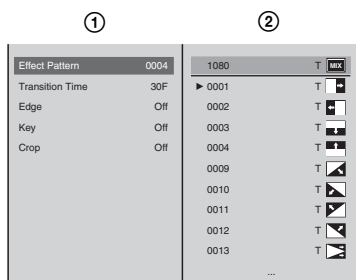 ① ②
Effect Pattern 0004
Transition Time 30F
Edge Off
Key Off
Crop Off
1080 T MIX
▶ 0001 T
0002 T
0003 T
0004 T
0009 T
0010 T
0011 T
0012 T
0013 T
...